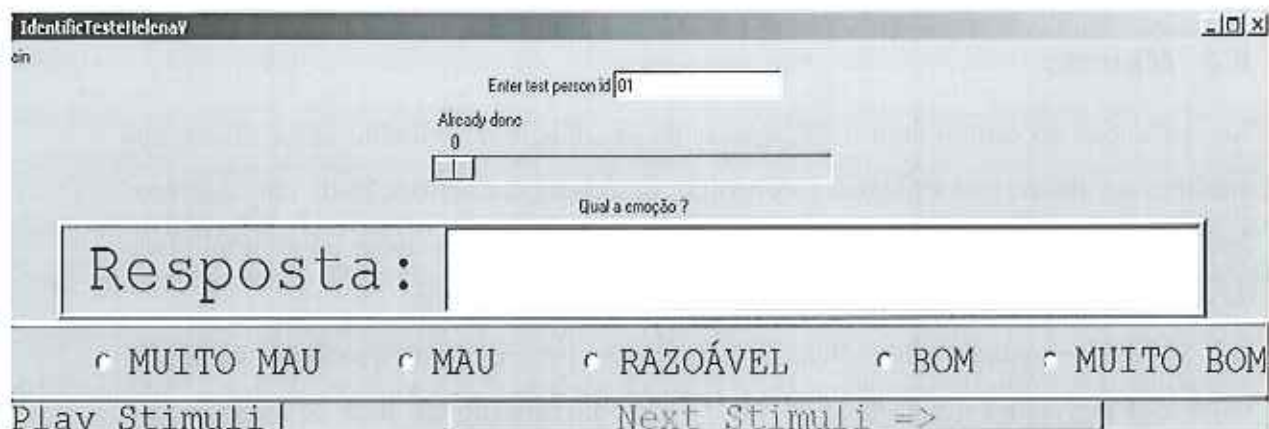 IdentificTesteHelenaV
ain
Enter test person id 01
Already done
0
Qual a emoção ?
Resposta:
MUITO MAU MAU RAZOÁVEL BOM MUITO BOM
Play Stimuli Next Stimuli =>